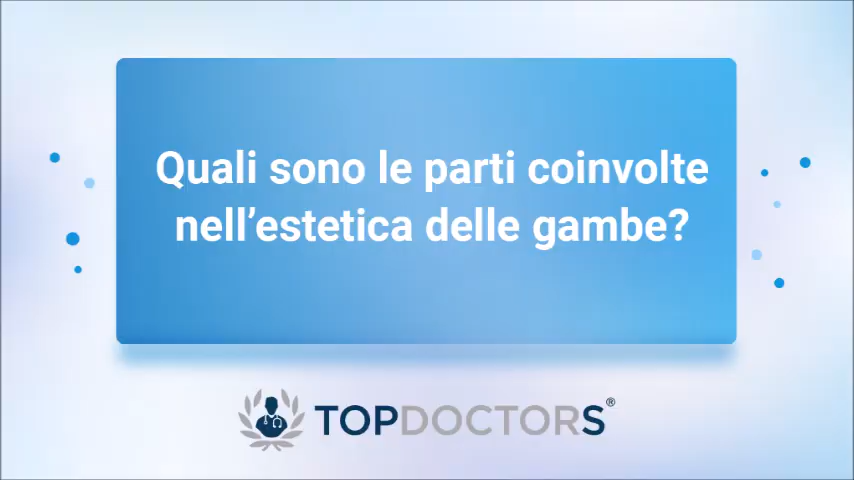 Quali sono le parti coinvolte
nell’estetica delle gambe?
TOPDOCTORS®